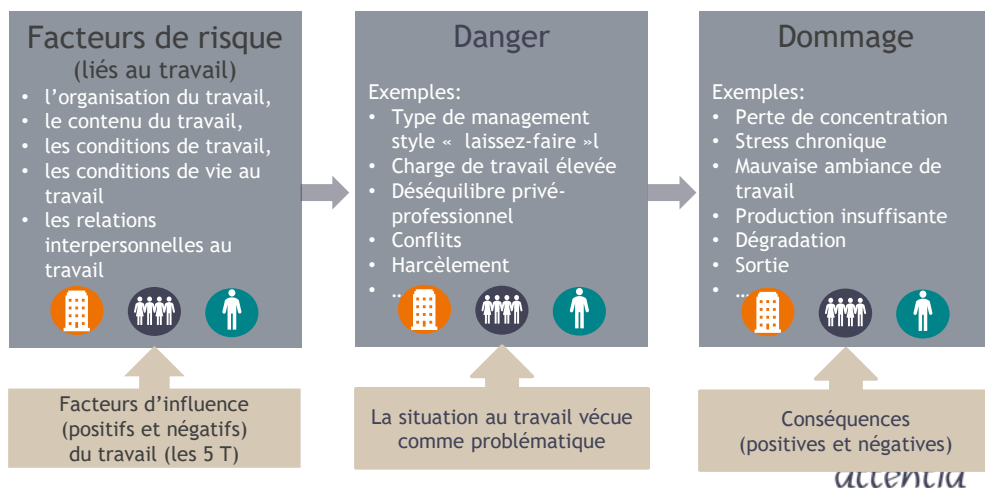 Facteurs de risque
(liés au travail)
• l'organisation du travail,
• le contenu du travail,
• les conditions de travail,
• les conditions de vie au
travail
• les relations
interpersonnelles au
travail
Danger
Exemples:
• Type de management
style « laissez-faire »l
• Charge de travail élevée
• Déséquilibre privé-
professionnel
• Conflits
• Harcèlement
• …
Dommage
Exemples:
• Perte de concentration
• Stress chronique
• Mauvaise ambiance de
travail
• Production insuffisante
• Dégradation
• Sortie
• …
Facteurs d'influence
(positifs et négatifs)
du travail (les 5 T)
La situation au travail vécue
comme problématique
Conséquences
(positives et négatives)
attentia